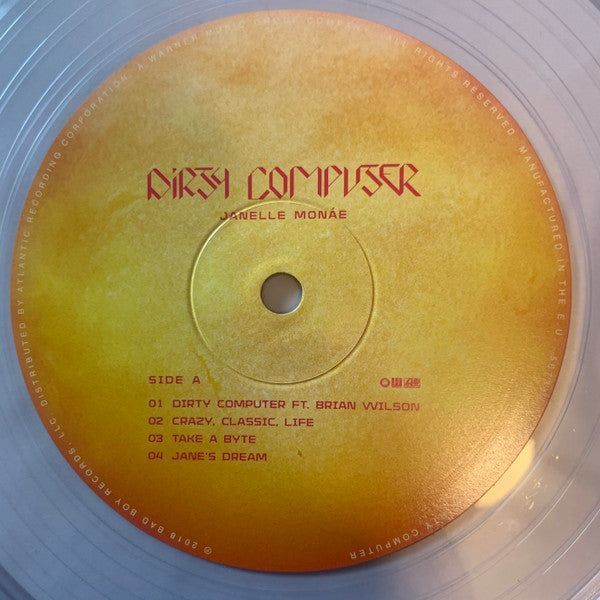 DIRTY COMPUTER
JANELLE MONÁE
SIDE A
01 DIRTY COMPUTER FT. BRIAN WILSON
02 CRAZY, CLASSIC, LIFE
03 TAKE A BYTE
04 JANE'S DREAM
℗ 2018 BAD BOY RECORDS, LLC. DISTRIBUTED BY ATLANTIC RECORDING CORPORATION. A WARNER MUSIC GROUP COMPANY. ALL RIGHTS RESERVED. MANUFACTURED IN THE E.U.
COMPUTER